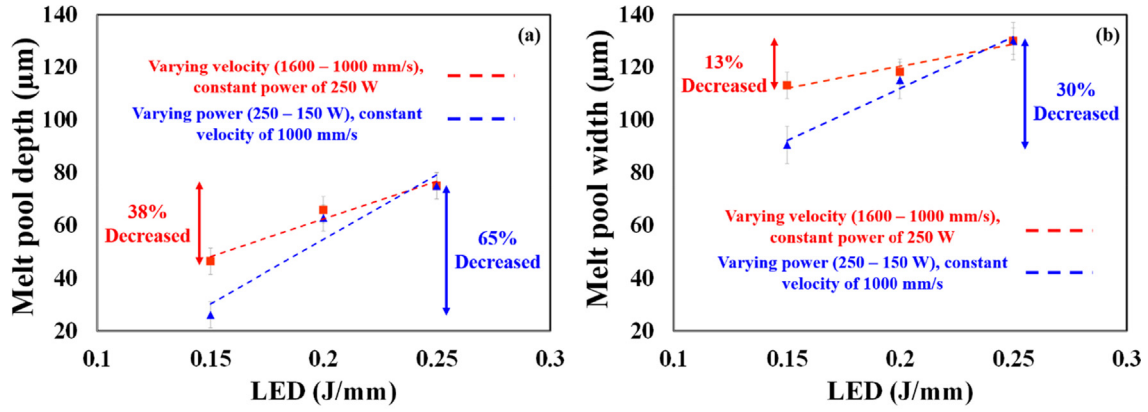 140
120
100
80
60
40
20
Melt pool depth (µm)
(a)
Varying velocity (1600 – 1000 mm/s),
constant power of 250 W
Varying power (250 – 150 W), constant
velocity of 1000 mm/s
38%
Decreased
65%
Decreased
0.1 0.15 0.2 0.25 0.3
LED (J/mm)
140
120
100
80
60
40
20
Melt pool width (µm)
(b)
13%
Decreased
30%
Decreased
Varying velocity (1600 – 1000 mm/s),
constant power of 250 W
Varying power (250 – 150 W), constant
velocity of 1000 mm/s
0.1 0.15 0.2 0.25 0.3
LED (J/mm)